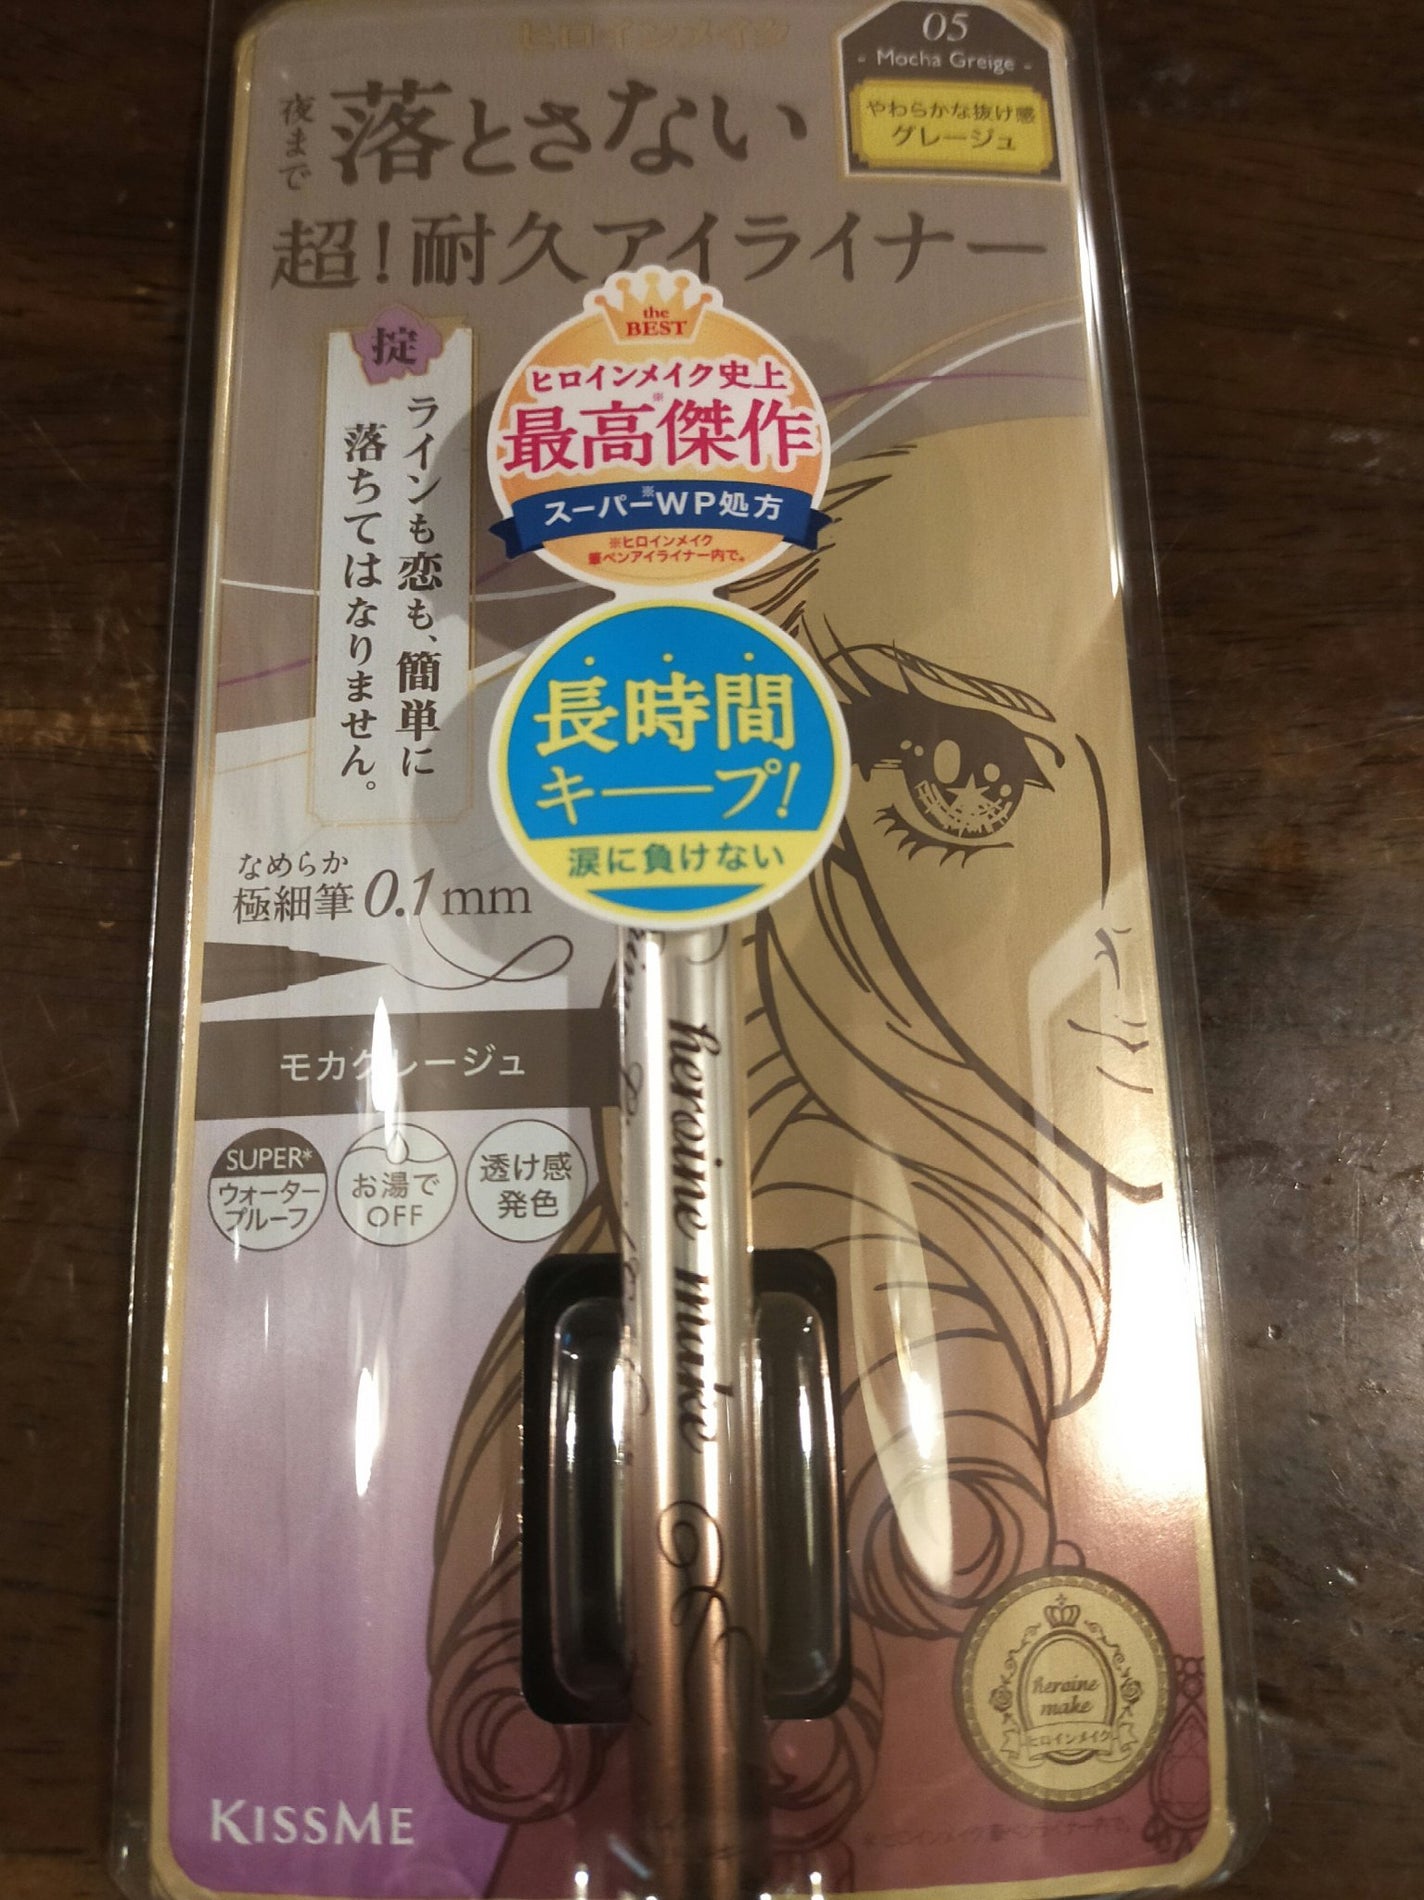 ヒロインメイク
05
- Mocha Greige -
やわらかな抜け感
グレージュ
夜まで
落とさない
超!耐久アイライナー
the
BEST
ヒロインメイク史上
最高※傑作
スーパー※WP処方
※ヒロインメイク
筆ペンアイライナー内で。
掟
ラインも恋も、簡単に
落ちてはなりません。
長時間
キープ!
涙に負けない
なめらか
極細筆 0.1mm
モカグレージュ
SUPER*
ウォーター
プルーフ
お湯で
OFF
透け感
発色
heroine make
heroine
make
ヒロインメイク
KISSME